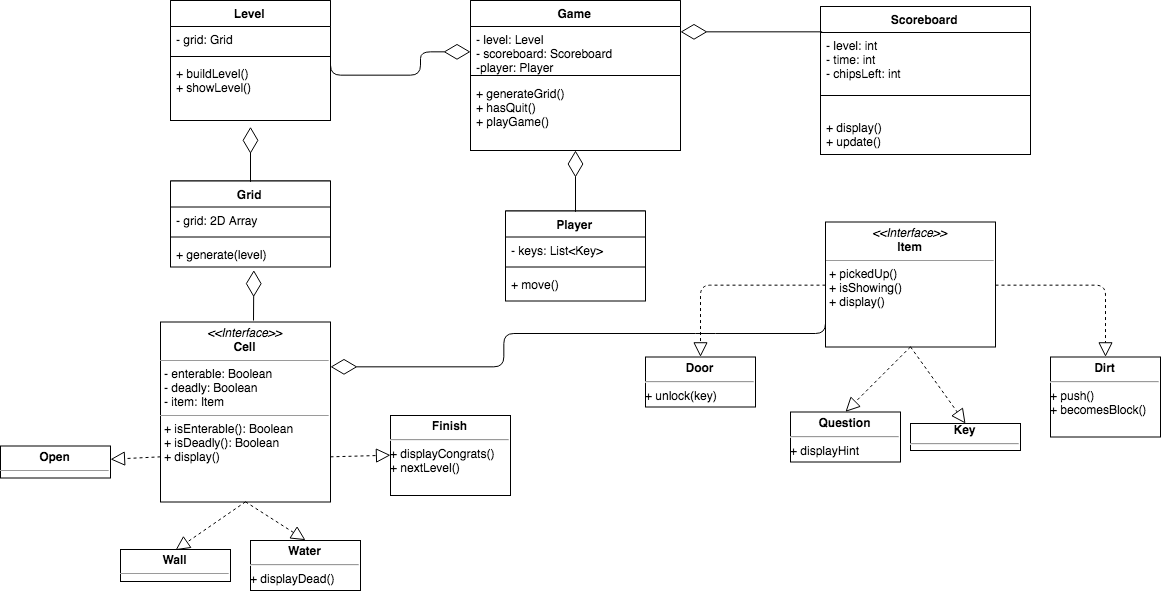 Level
- grid: Grid
+ buildLevel()
+ showLevel()
Game
- level: Level
- scoreboard: Scoreboard
-player: Player
+ generateGrid()
+ hasQuit()
+ playGame()
Scoreboard
- level: int
- time: int
- chipsLeft: int
+ display()
+ update()
Grid
- grid: 2D Array
+ generate(level)
Player
- keys: List<Key>
+ move()
<<Interface>>
Item
+ pickedUp()
+ isShowing()
+ display()
<<Interface>>
Cell
- enterable: Boolean
- deadly: Boolean
- item: Item
+ isEnterable(): Boolean
+ isDeadly(): Boolean
+ display()
Door
+ unlock(key)
Dirt
+ push()
+ becomesBlock()
Question
+ displayHint
Key
Finish
+ displayCongrats()
+ nextLevel()
Open
Wall
Water
+ displayDead()